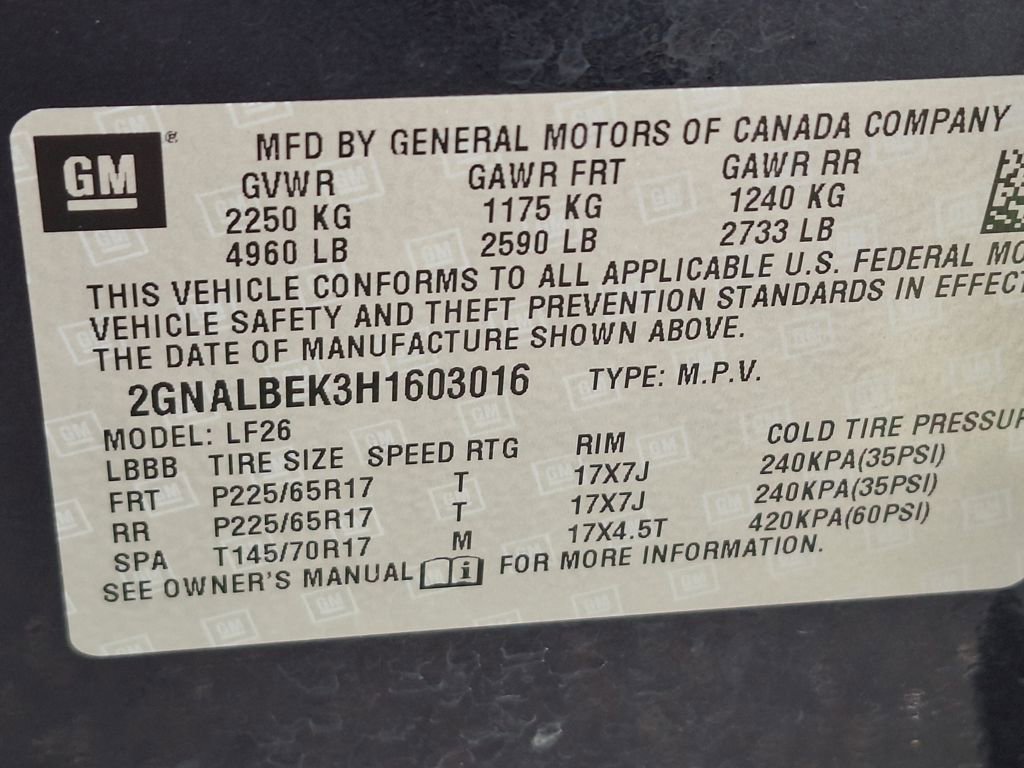 GM ® MFD BY GENERAL MOTORS OF CANADA COMPANY
GVWR GAWR FRT GAWR RR
2250 KG 1175 KG 1240 KG
4960 LB 2590 LB 2733 LB
THIS VEHICLE CONFORMS TO ALL APPLICABLE U.S. FEDERAL MO
VEHICLE SAFETY AND THEFT PREVENTION STANDARDS IN EFFECT
THE DATE OF MANUFACTURE SHOWN ABOVE.
2GNALBEK3H1603016 TYPE: M.P.V.
MODEL: LF26
LBBB TIRE SIZE SPEED RTG RIM COLD TIRE PRESSUR
FRT P225/65R17 T 17X7J 240KPA(35PSI)
RR P225/65R17 T 17X7J 240KPA(35PSI)
SPA T145/70R17 M 17X4.5T 420KPA(60PSI)
SEE OWNER'S MANUAL i FOR MORE INFORMATION.